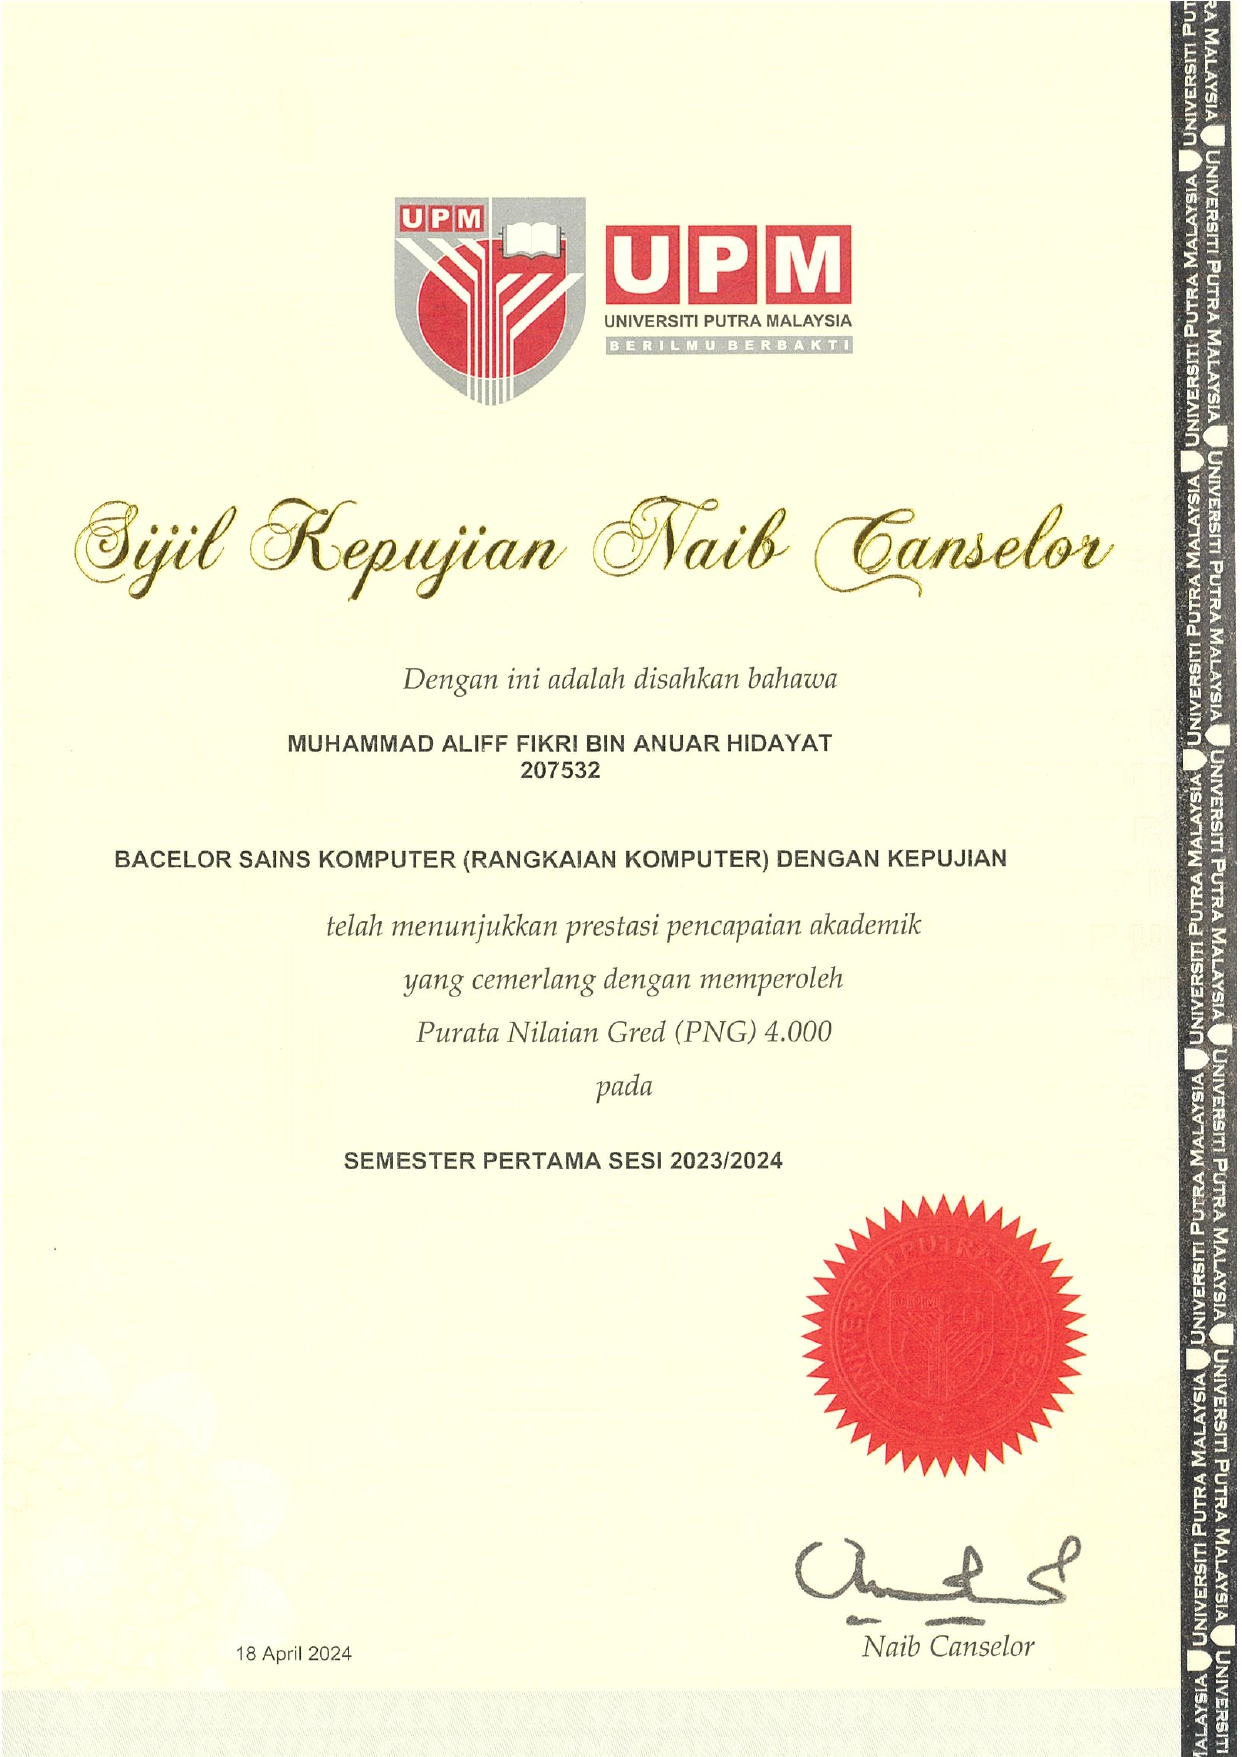 UPM
UPM
UNIVERSITI PUTRA MALAYSIA
BERILMU BERBAKTI
Sijil Kepujian Naib Canselor
Dengan ini adalah disahkan bahawa
MUHAMMAD ALIFF FIKRI BIN ANUAR HIDAYAT
207532
BACELOR SAINS KOMPUTER (RANGKAIAN KOMPUTER) DENGAN KEPUJIAN
telah menunjukkan prestasi pencapaian akademik
yang cemerlang dengan memperoleh
Purata Nilaian Gred (PNG) 4.000
pada
SEMESTER PERTAMA SESI 2023/2024
UNIVERSITI PUTRA MALAYSIA
18 April 2024
Naib Canselor
UNIVERSITI PUTRA MALAYSIA UNIVERSITI PUTRA MALAYSIA UNIVERSITI PUTRA MALAYSIA UNIVERSITI PUTRA MALAYSIA UNIVERSITI PUTRA MALAYSIA
UNIVERSITI PUTRA MALAYSIA UNIVERSITI PUTRA MALAYSIA UNIVERSITI PUTRA MALAYSIA UNIVERSITI PUTRA MALAYSIA UNIVERSITI PUTRA MALAYSIA